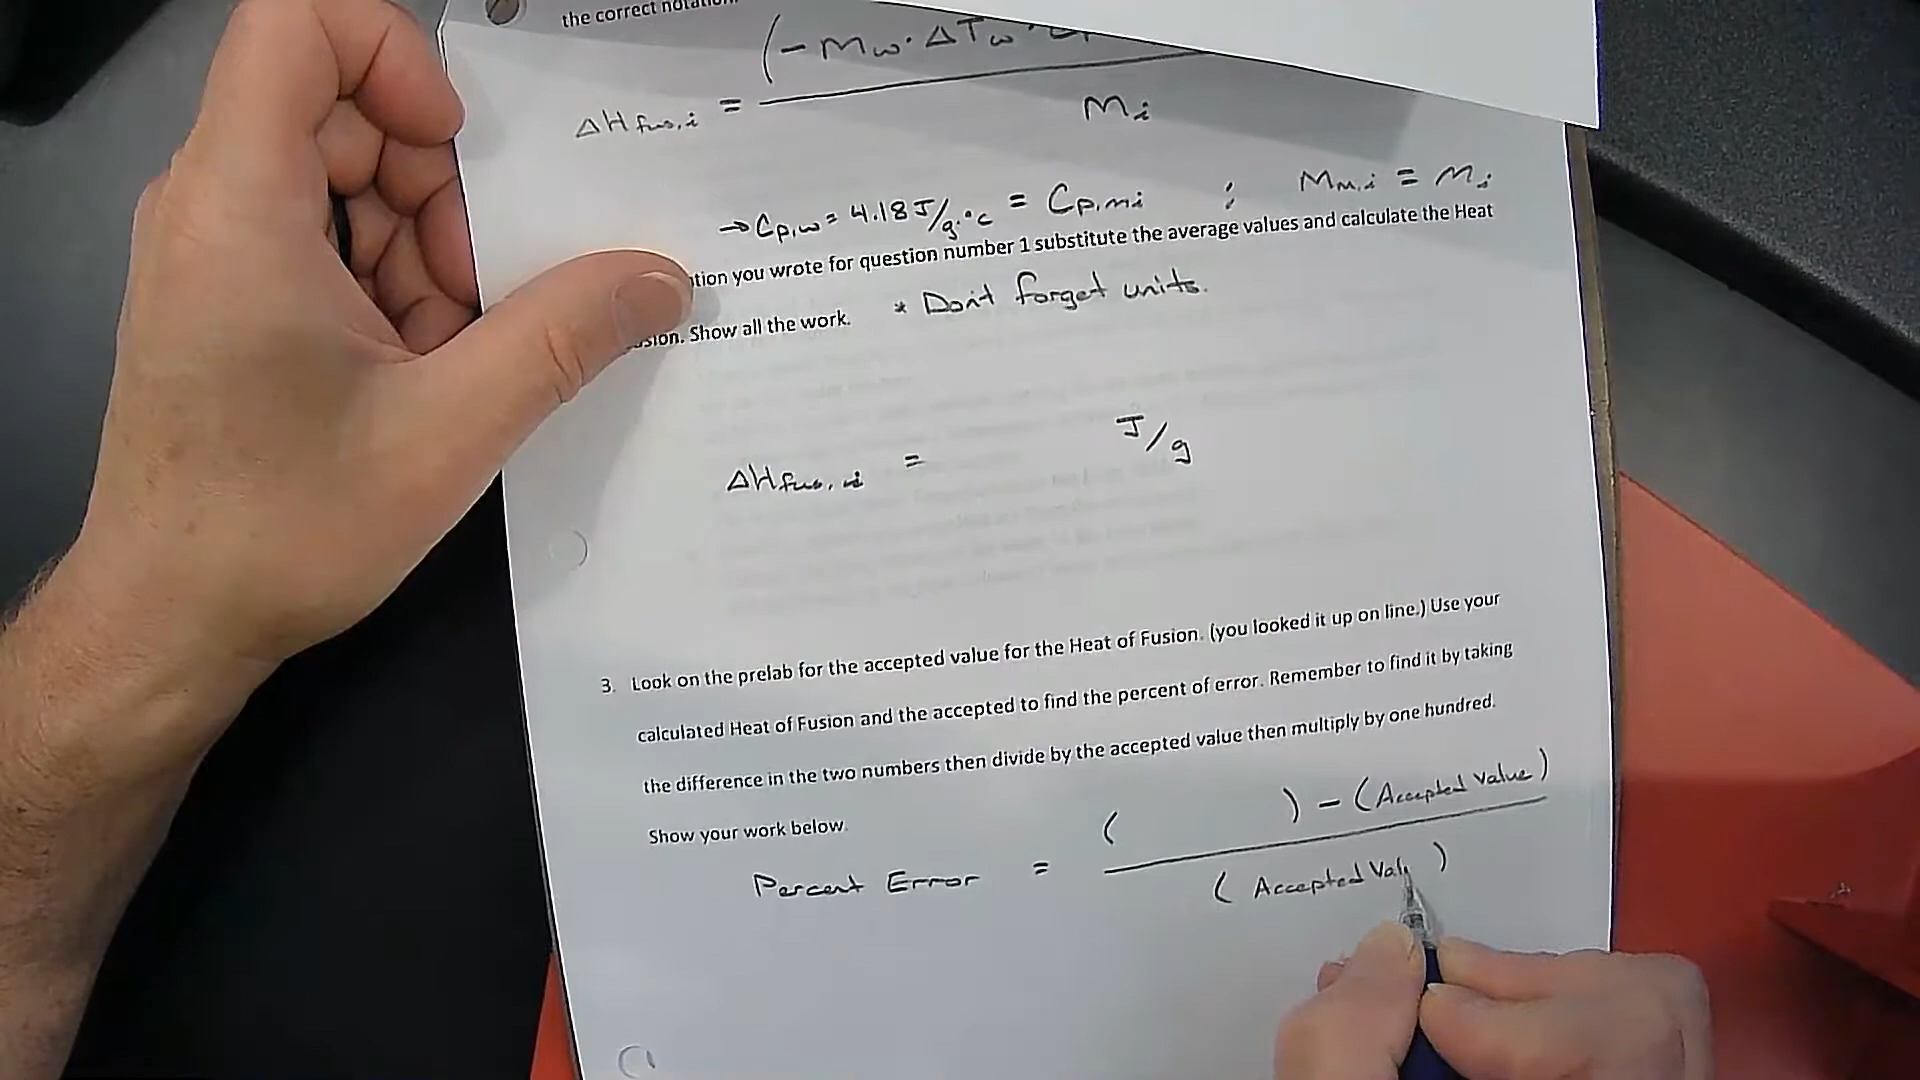 the correct notation.
(-Mw·ΔTw·
ΔHfus,i =
Mi
→Cp,w = 4.18 J/g·°C = Cp,mi ; Mm,i = Mi
you wrote for question number 1 substitute the average values and calculate the Heat
Show all the work. * Don't forget units.
ΔHfus,i = J/g
3. Look on the prelab for the accepted value for the Heat of Fusion. (you looked it up on line.) Use your
calculated Heat of Fusion and the accepted to find the percent of error. Remember to find it by taking
the difference in the two numbers then divide by the accepted value then multiply by one hundred.
Show your work below.
Percent Error = ( ) - (Accepted Value)
(Accepted Valu )